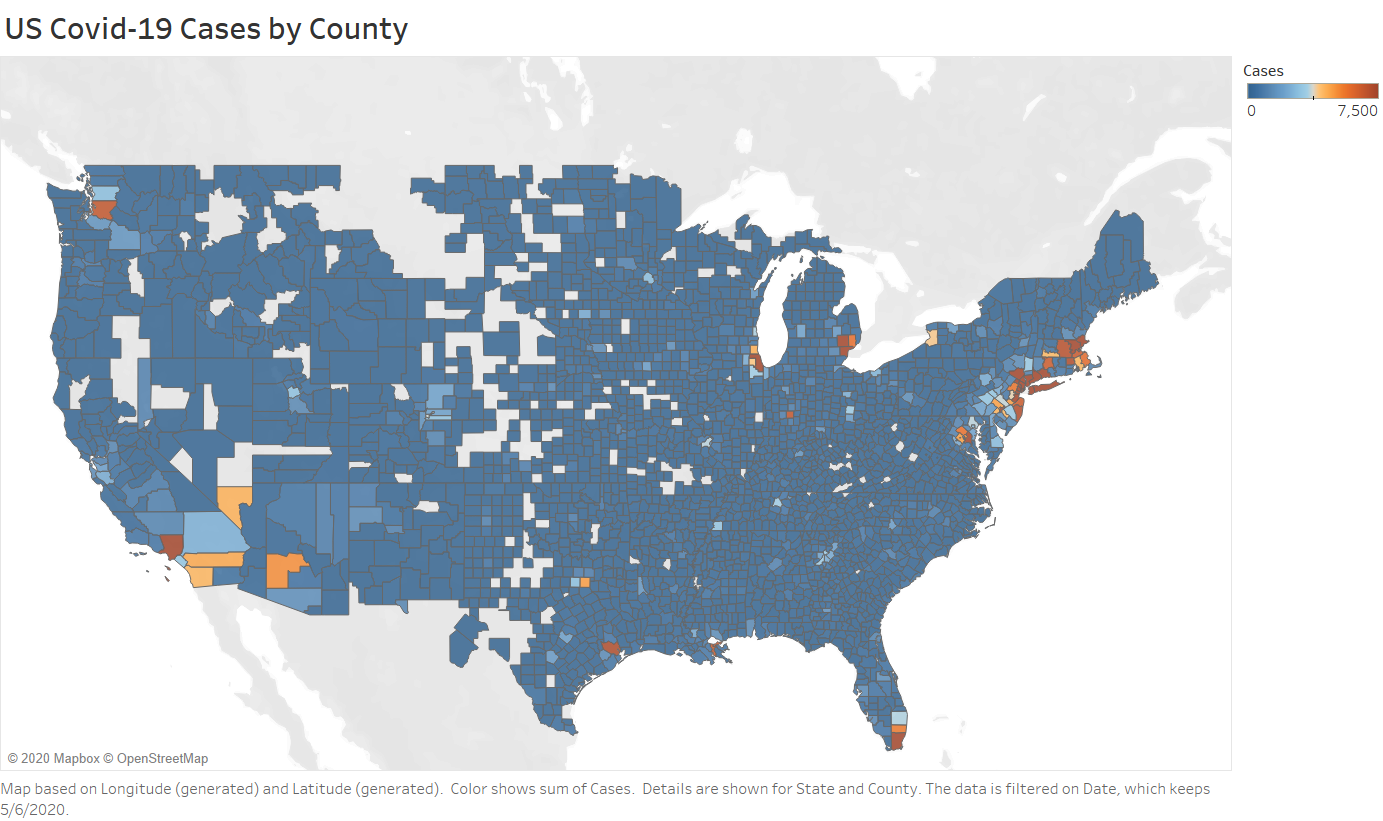 US Covid-19 Cases by County
Cases
0 7,500
© 2020 Mapbox © OpenStreetMap
Map based on Longitude (generated) and Latitude (generated).  Color shows sum of Cases.  Details are shown for State and County. The data is filtered on Date, which keeps
5/6/2020.